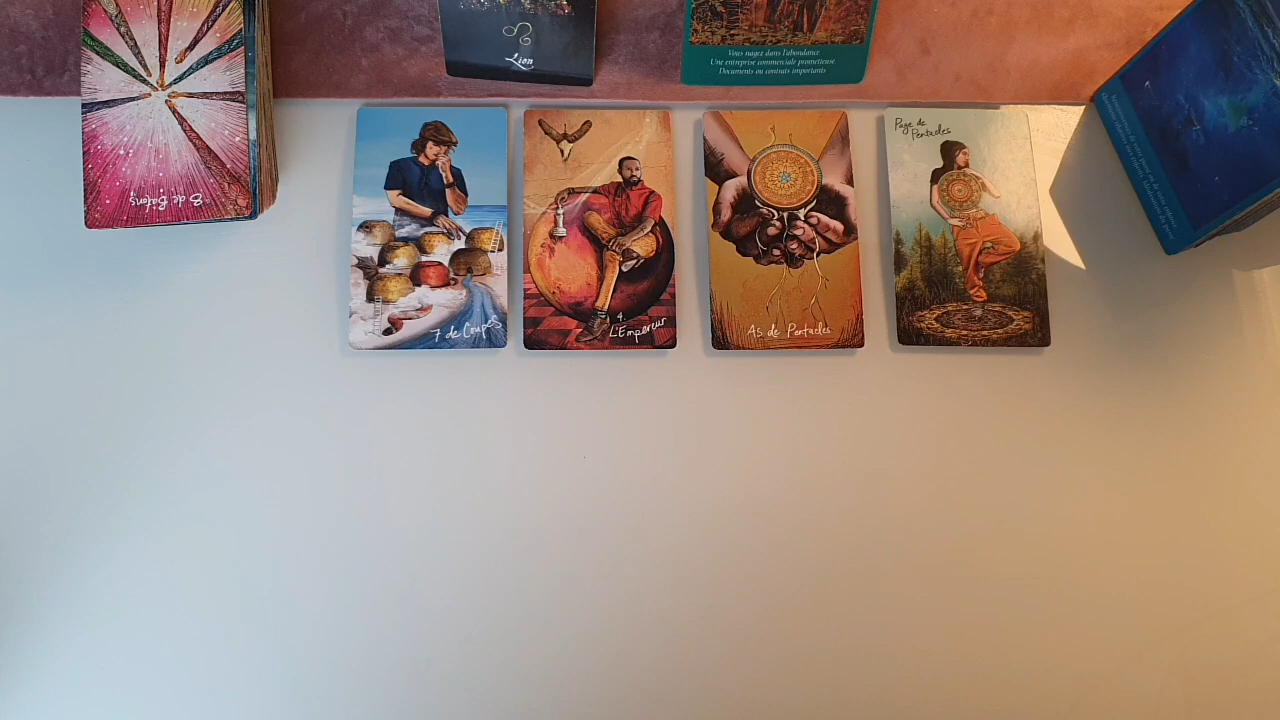 Lion
Vous nagez dans l'abondance
Une entreprise commerciale prometteuse
Documents ou contrats importants
8 de Batons
7 de Coupes
4.
L'Empereur
As de Pentacles
Page de
Pentacles